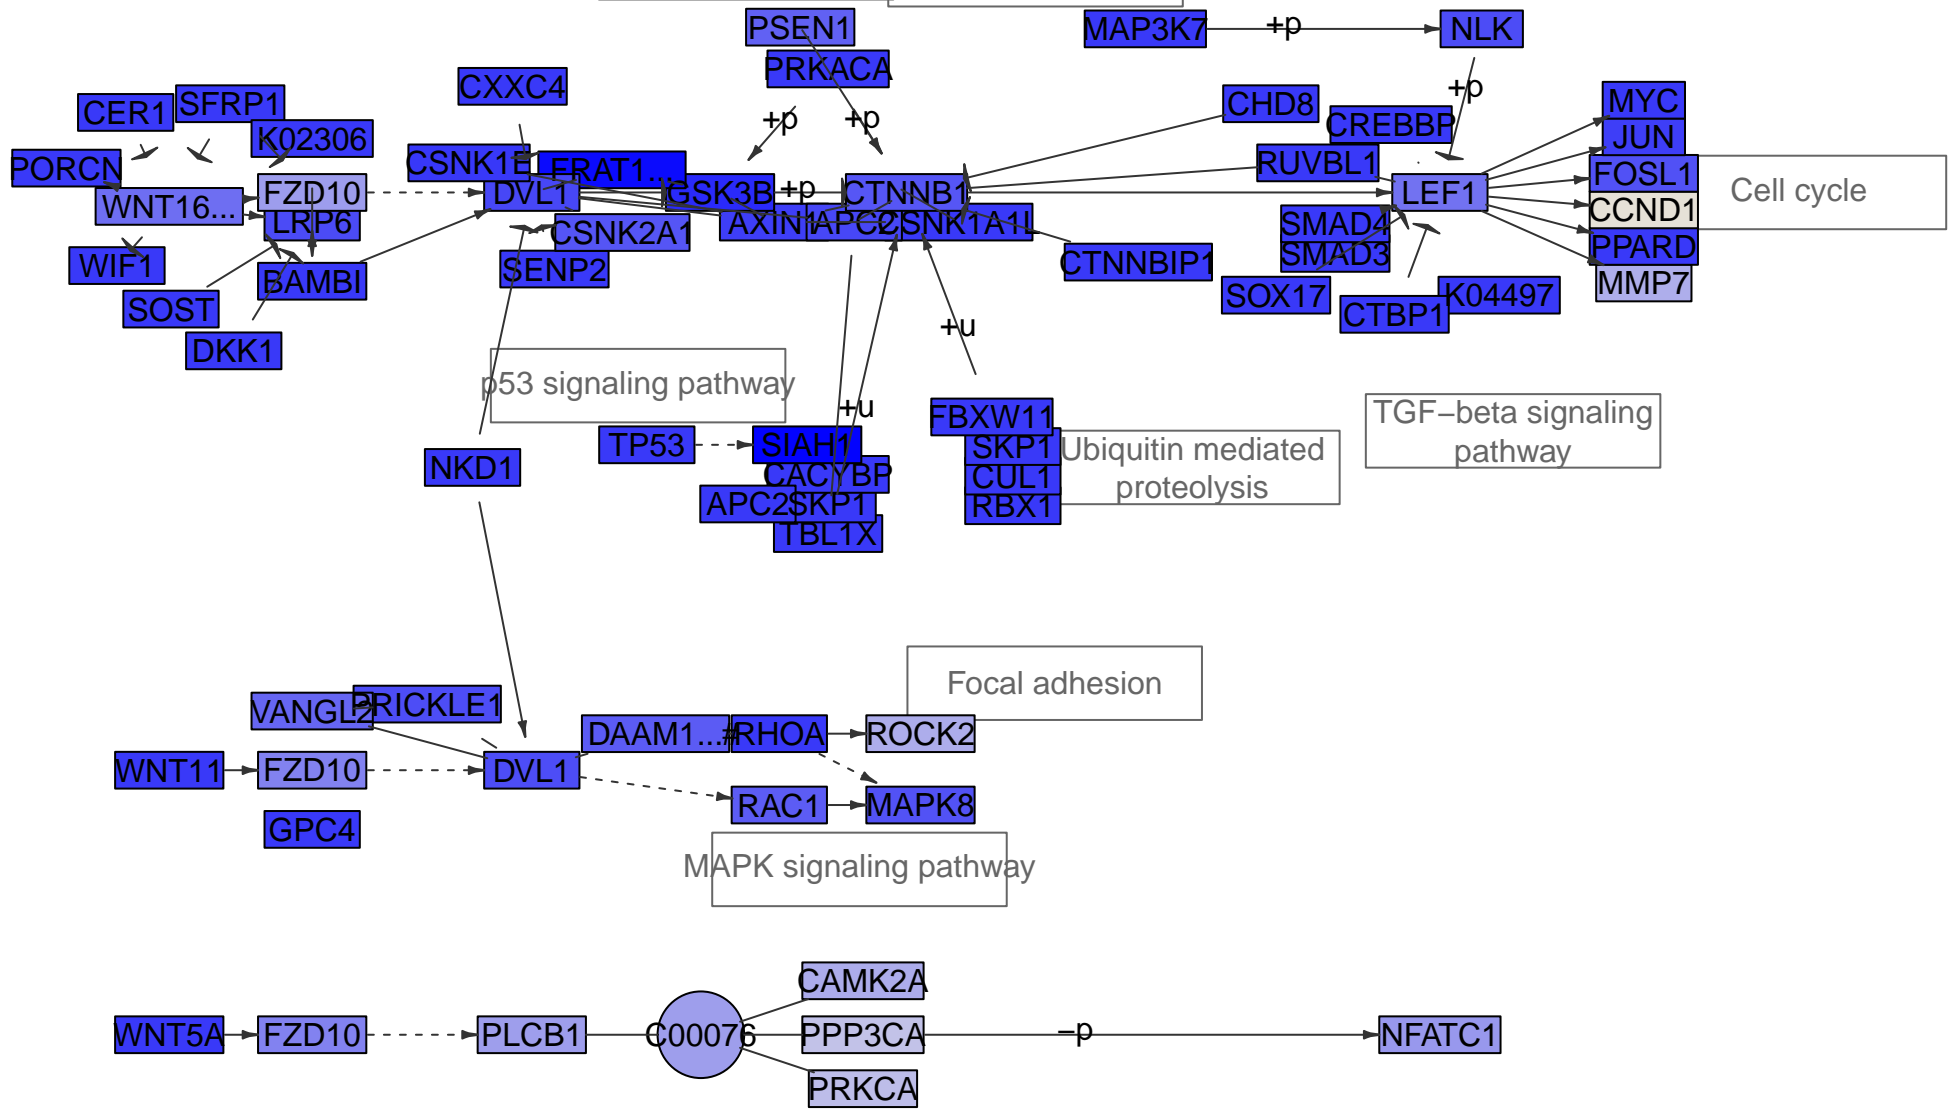 PSEN1
MAP3K7
+p
NLK
PRKACA
CXXC4
+p
CER1
SFRP1
CHD8
MYC
K02306
+p
+p
CREBBP
JUN
PORCN
CSNK1E
FRAT1...
RUVBL1
FOSL1
WNT16...
FZD10
DVL1
GSK3B
+p
CTNNB1
LEF1
Cell cycle
LRP6
CSNK2A1
AXIN1
APC2
CSNK1A1L
SMAD4
CCND1
WIF1
BAMBI
SENP2
CTNNBIP1
SMAD3
PPARD
SOST
SOX17
K04497
MMP7
DKK1
+u
CTBP1
p53 signaling pathway
+u
FBXW11
TGF−beta signaling
pathway
TP53
SIAH1
SKP1
Ubiquitin mediated
proteolysis
NKD1
CACYBP
CUL1
APC2
SKP1
RBX1
TBL1X
Focal adhesion
VANGL2
PRICKLE1
DAAM1...#
RHOA
ROCK2
WNT11
FZD10
DVL1
RAC1
MAPK8
GPC4
MAPK signaling pathway
CAMK2A
WNT5A
FZD10
PLCB1
C00076
PPP3CA
−p
NFATC1
PRKCA